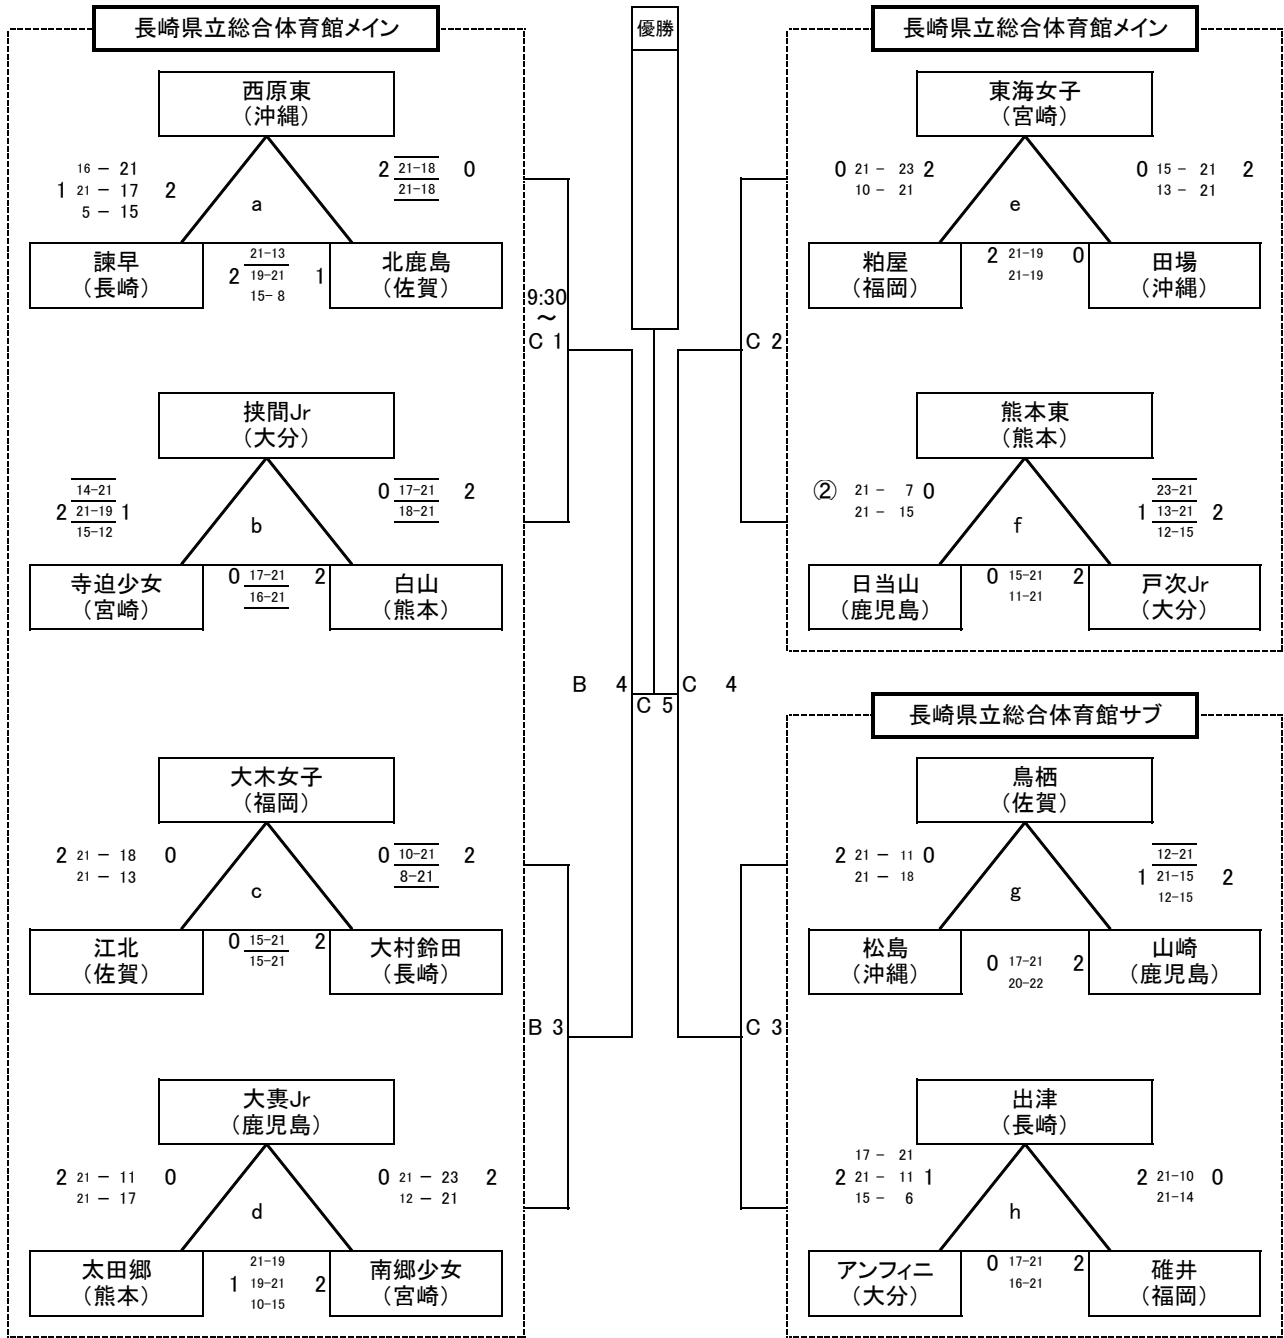 長崎県立総合体育館メイン
西原東
（沖縄）
16 － 21
1 21 － 17 2
5 － 15
2 21-18 0
21-18
a
諫早
（長崎）
21-13
2 19-21 1
15- 8
北鹿島
（佐賀）
挟間Jr
（大分）
14-21
2 21-19 1
15-12
0 17-21 2
18-21
b
寺迫少女
（宮崎）
0 17-21 2
16-21
白山
（熊本）
大木女子
（福岡）
2 21 － 18 0
21 － 13
0 10-21 2
8-21
c
江北
（佐賀）
0 15-21 2
15-21
大村鈴田
（長崎）
（鹿児島）
2 21 － 11 0
21 － 17
0 21 － 23 2
12 － 21
d
太田郷
（熊本）
21-19
1 19-21 2
10-15
南郷少女
（宮崎）
9:30
～
C 1
B 3
B 4
優勝
C 5
C 4
C 2
C 3
長崎県立総合体育館メイン
東海女子
（宮崎）
0 21 － 23 2
10 － 21
0 15 － 21 2
13 － 21
e
粕屋
（福岡）
2 21-19 0
21-19
田場
（沖縄）
熊本東
（熊本）
② 21 － 7 0
21 － 15
23-21
1 13-21 2
12-15
f
日当山
（鹿児島）
0 15-21 2
11-21
戸次Jr
（大分）
長崎県立総合体育館サブ
鳥栖
（佐賀）
2 21 － 11 0
21 － 18
12-21
1 21-15 2
12-15
g
松島
（沖縄）
0 17-21 2
20-22
山崎
（鹿児島）
出津
（長崎）
17 － 21
2 21 － 11 1
15 － 6
2 21-10 0
21-14
h
アンフィニ
（大分）
0 17-21 2
16-21
碓井
（福岡）